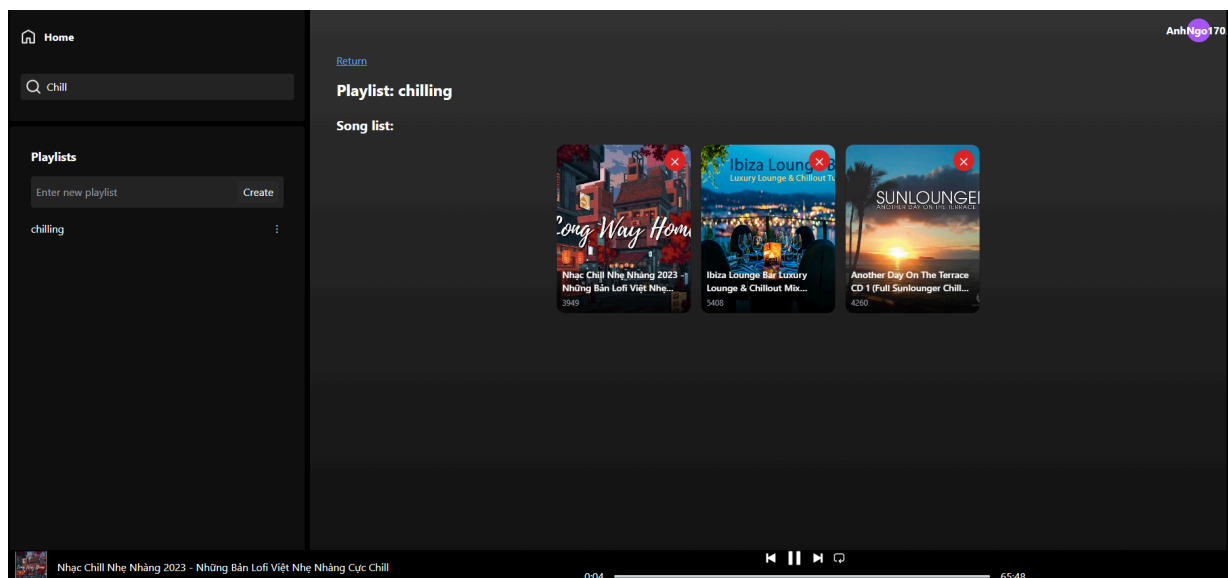 Home
AnhNgo170
Chill
Return
Playlist: chilling
Song list:
Playlists
Enter new playlist
Create
chilling
Long Way Home
Nhạc Chill Nhẹ Nhàng 2023 -
Những Bản Lofi Việt Nhẹ...
3949
Ibiza Lounge B
Luxury Lounge & Chillout Tu
Ibiza Lounge Bar Luxury
Lounge & Chillout Mix...
5408
SUNLOUNGE
ANOTHER DAY ON THE TERRACE
Another Day On The Terrace
CD 1 (Full Sunlounger Chill...
4260
Nhạc Chill Nhẹ Nhàng 2023 - Những Bản Lofi Việt Nhẹ Nhàng Cực Chill
0:04
65:48